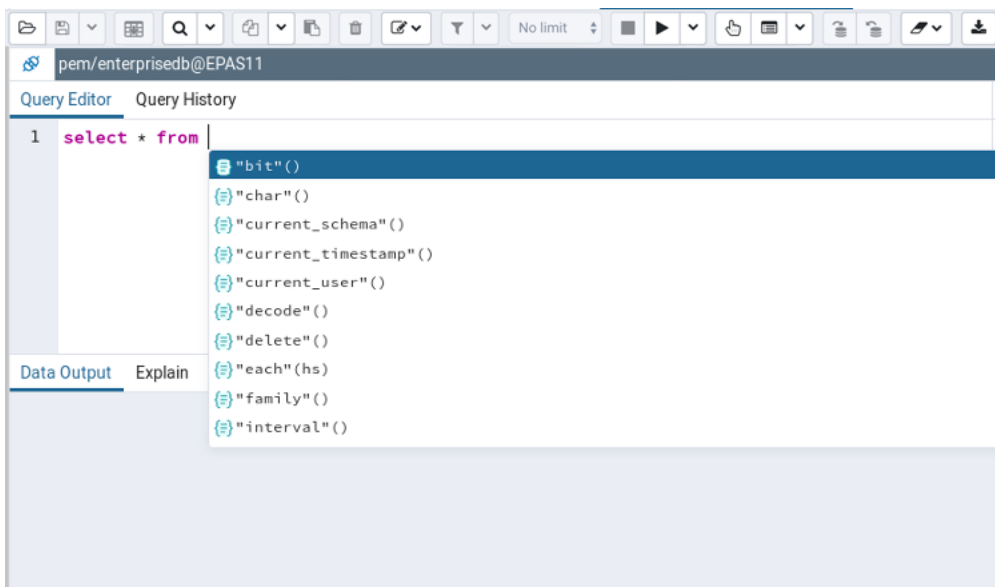 No limit
pem/enterprisedb@EPAS11
Query Editor Query History
1 select * from
"bit"()
"char"()
"current_schema"()
"current_timestamp"()
"current_user"()
"decode"()
"delete"()
"each"(hs)
"family"()
"interval"()
Data Output Explain